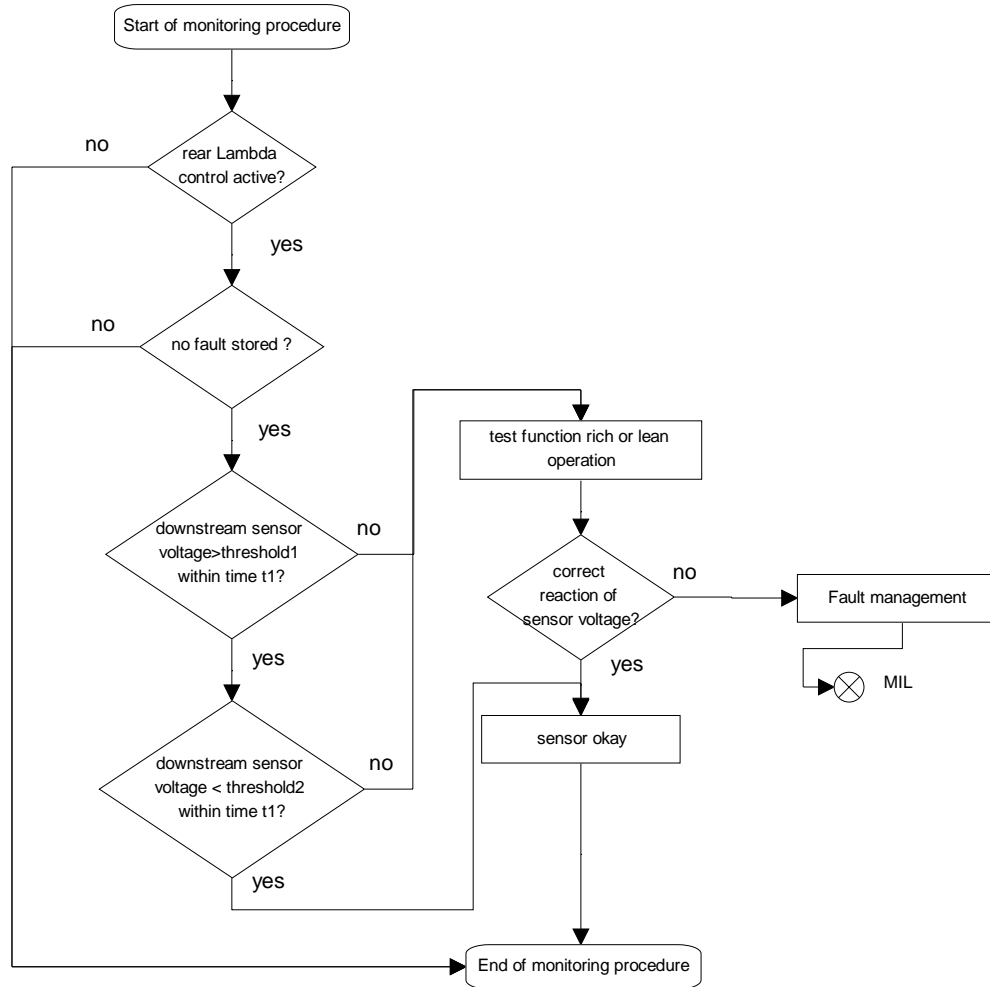 Start of monitoring procedure
no
rear Lambda
control active?
yes
no
no fault stored ?
yes
test function rich or lean
operation
downstream sensor
voltage>threshold1
within time t1?
no
correct
reaction of
sensor voltage?
no
Fault management
yes
yes
MIL
sensor okay
downstream sensor
voltage < threshold2
within time t1?
no
yes
End of monitoring procedure